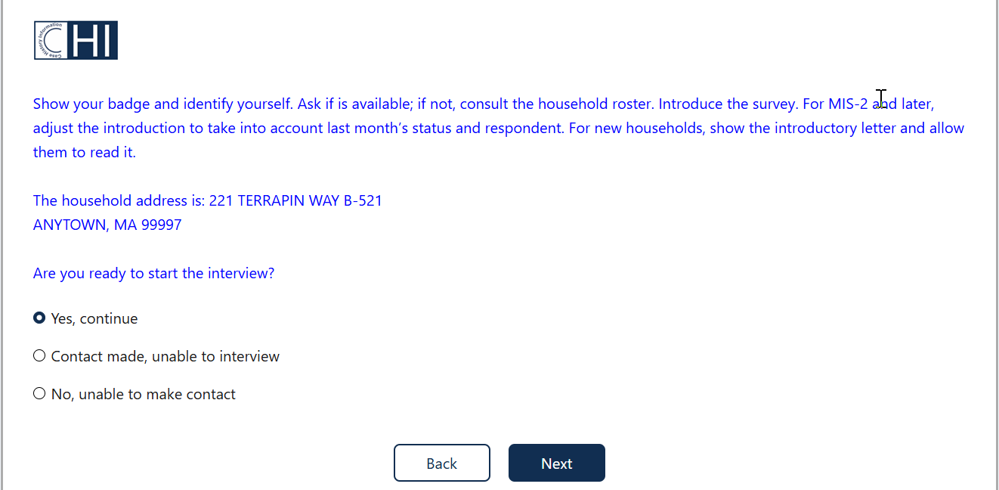 CHI
Case History Information
Show your badge and identify yourself. Ask if is available; if not, consult the household roster. Introduce the survey. For MIS-2 and later,
adjust the introduction to take into account last month’s status and respondent. For new households, show the introductory letter and allow
them to read it.
The household address is: 221 TERRAPIN WAY B-521
ANYTOWN, MA 99997
Are you ready to start the interview?
Yes, continue
Contact made, unable to interview
No, unable to make contact
Back
Next